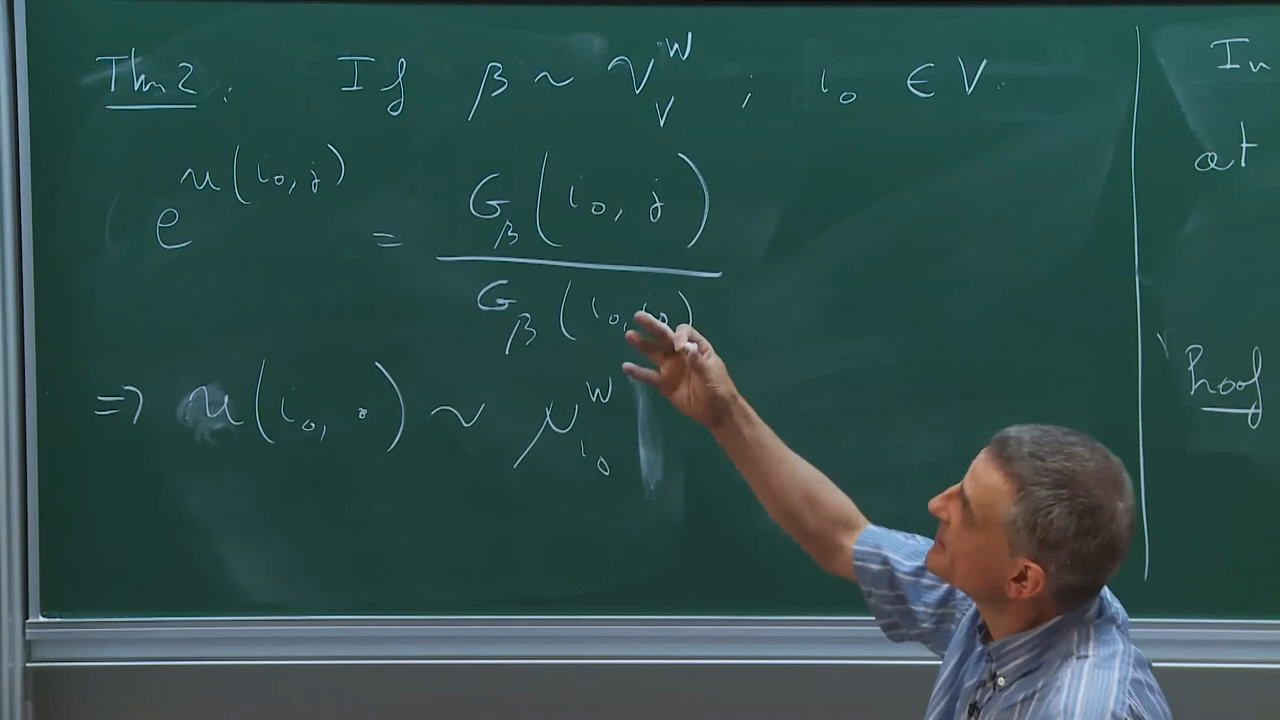 Thm 2. If β ~ ν_V^W ; i₀ ∈ V.
e^{u(i₀, j)} = G_β(i₀, j) / G_β(i₀, i₀)
⇒ u(i₀, ·) ~ μ_{i₀}^W
In
at
Proof